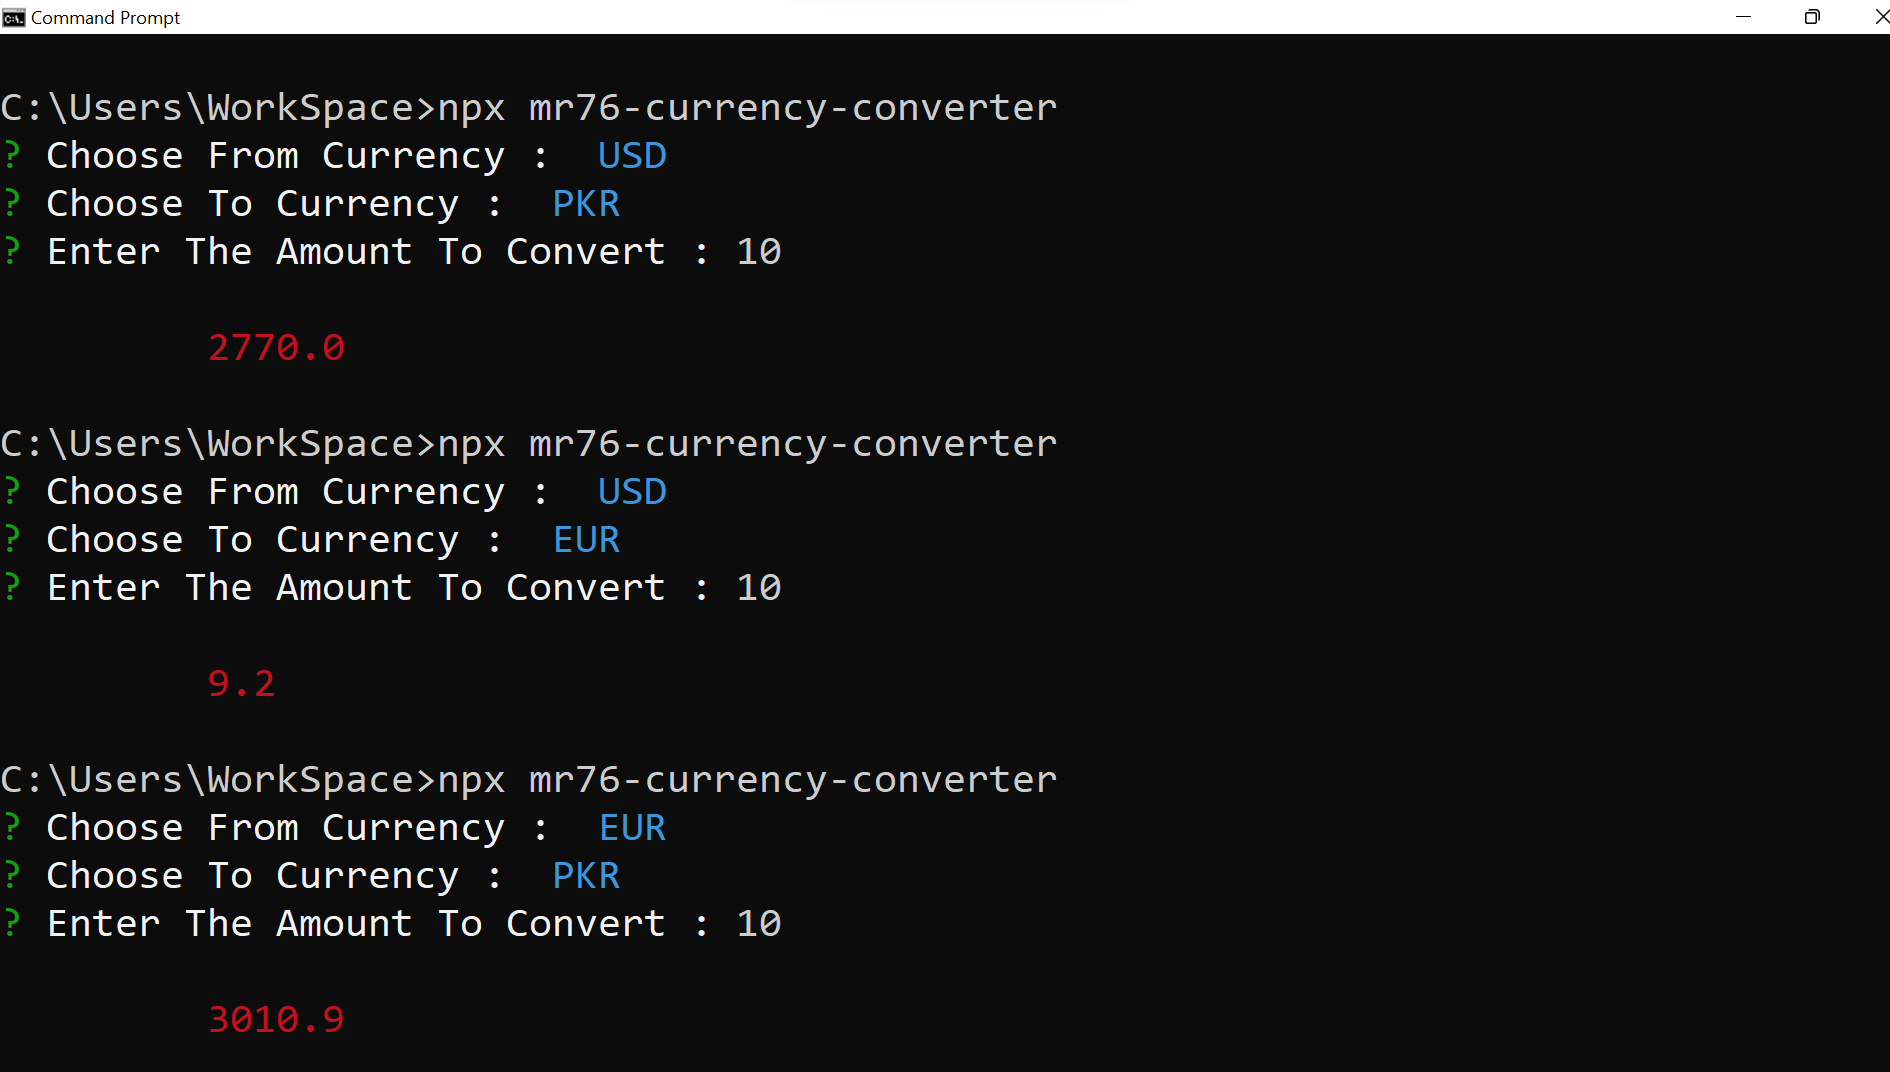 Command Prompt
C:\Users\WorkSpace>npx mr76-currency-converter
? Choose From Currency :  USD
? Choose To Currency :  PKR
? Enter The Amount To Convert : 10
2770.0
C:\Users\WorkSpace>npx mr76-currency-converter
? Choose From Currency :  USD
? Choose To Currency :  EUR
? Enter The Amount To Convert : 10
9.2
C:\Users\WorkSpace>npx mr76-currency-converter
? Choose From Currency :  EUR
? Choose To Currency :  PKR
? Enter The Amount To Convert : 10
3010.9